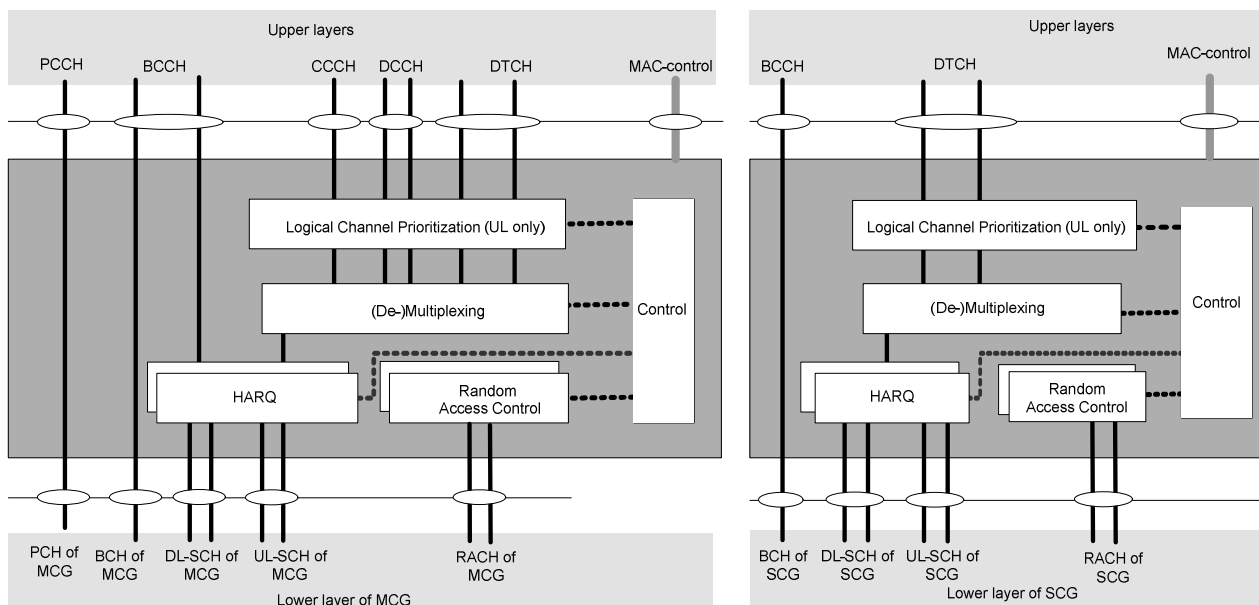 Upper layers
PCCH
BCCH
CCCH
DCCH
DTCH
MAC-control
Logical Channel Prioritization (UL only)
(De-)Multiplexing
Control
HARQ
Random
Access Control
PCH of
MCG
BCH of
MCG
DL-SCH of
MCG
UL-SCH of
MCG
RACH of
MCG
Lower layer of MCG
Upper layers
BCCH
DTCH
MAC-control
Logical Channel Prioritization (UL only)
(De-)Multiplexing
Control
HARQ
Random
Access Control
BCH of
SCG
DL-SCH of
SCG
UL-SCH of
SCG
RACH of
SCG
Lower layer of SCG